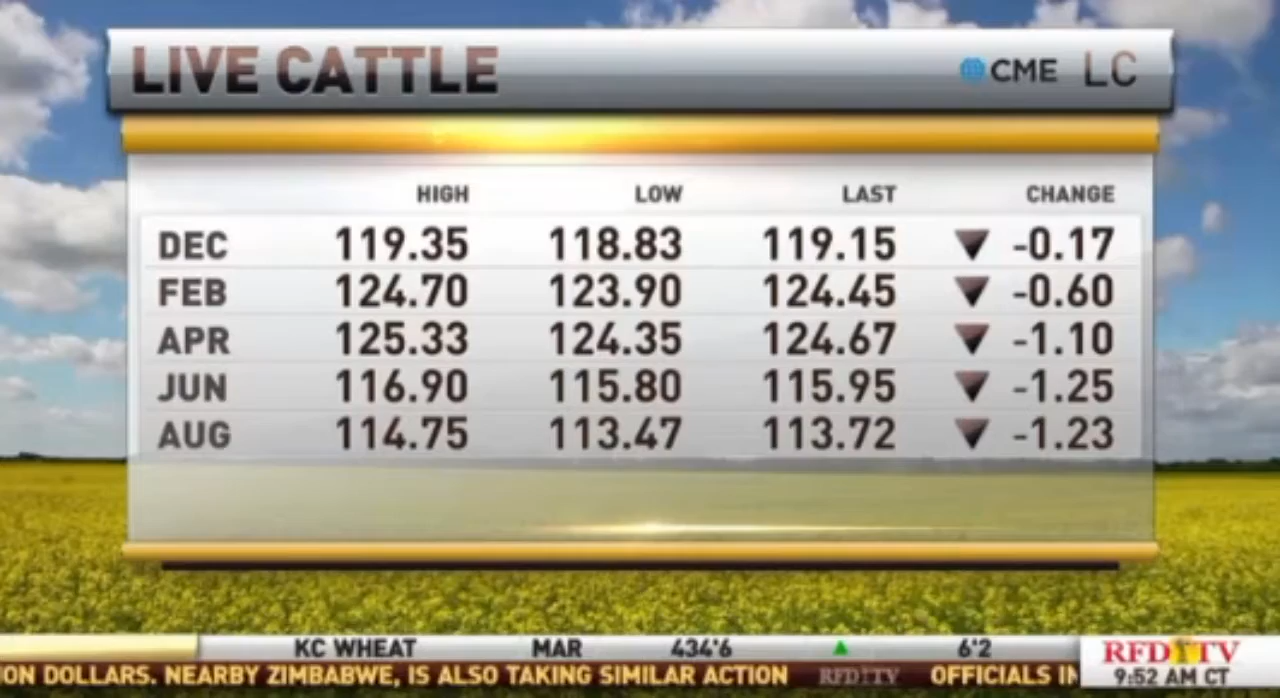 LIVE CATTLE CME LC
HIGH LOW LAST CHANGE
DEC 119.35 118.83 119.15 ▼ -0.17
FEB 124.70 123.90 124.45 ▼ -0.60
APR 125.33 124.35 124.67 ▼ -1.10
JUN 116.90 115.80 115.95 ▼ -1.25
AUG 114.75 113.47 113.72 ▼ -1.23
KC WHEAT MAR 434'6 ▲ 6'2 RFD TV
ON DOLLARS. NEARBY ZIMBABWE, IS ALSO TAKING SIMILAR ACTION RFD TV OFFICIALS IN 9:52 AM CT